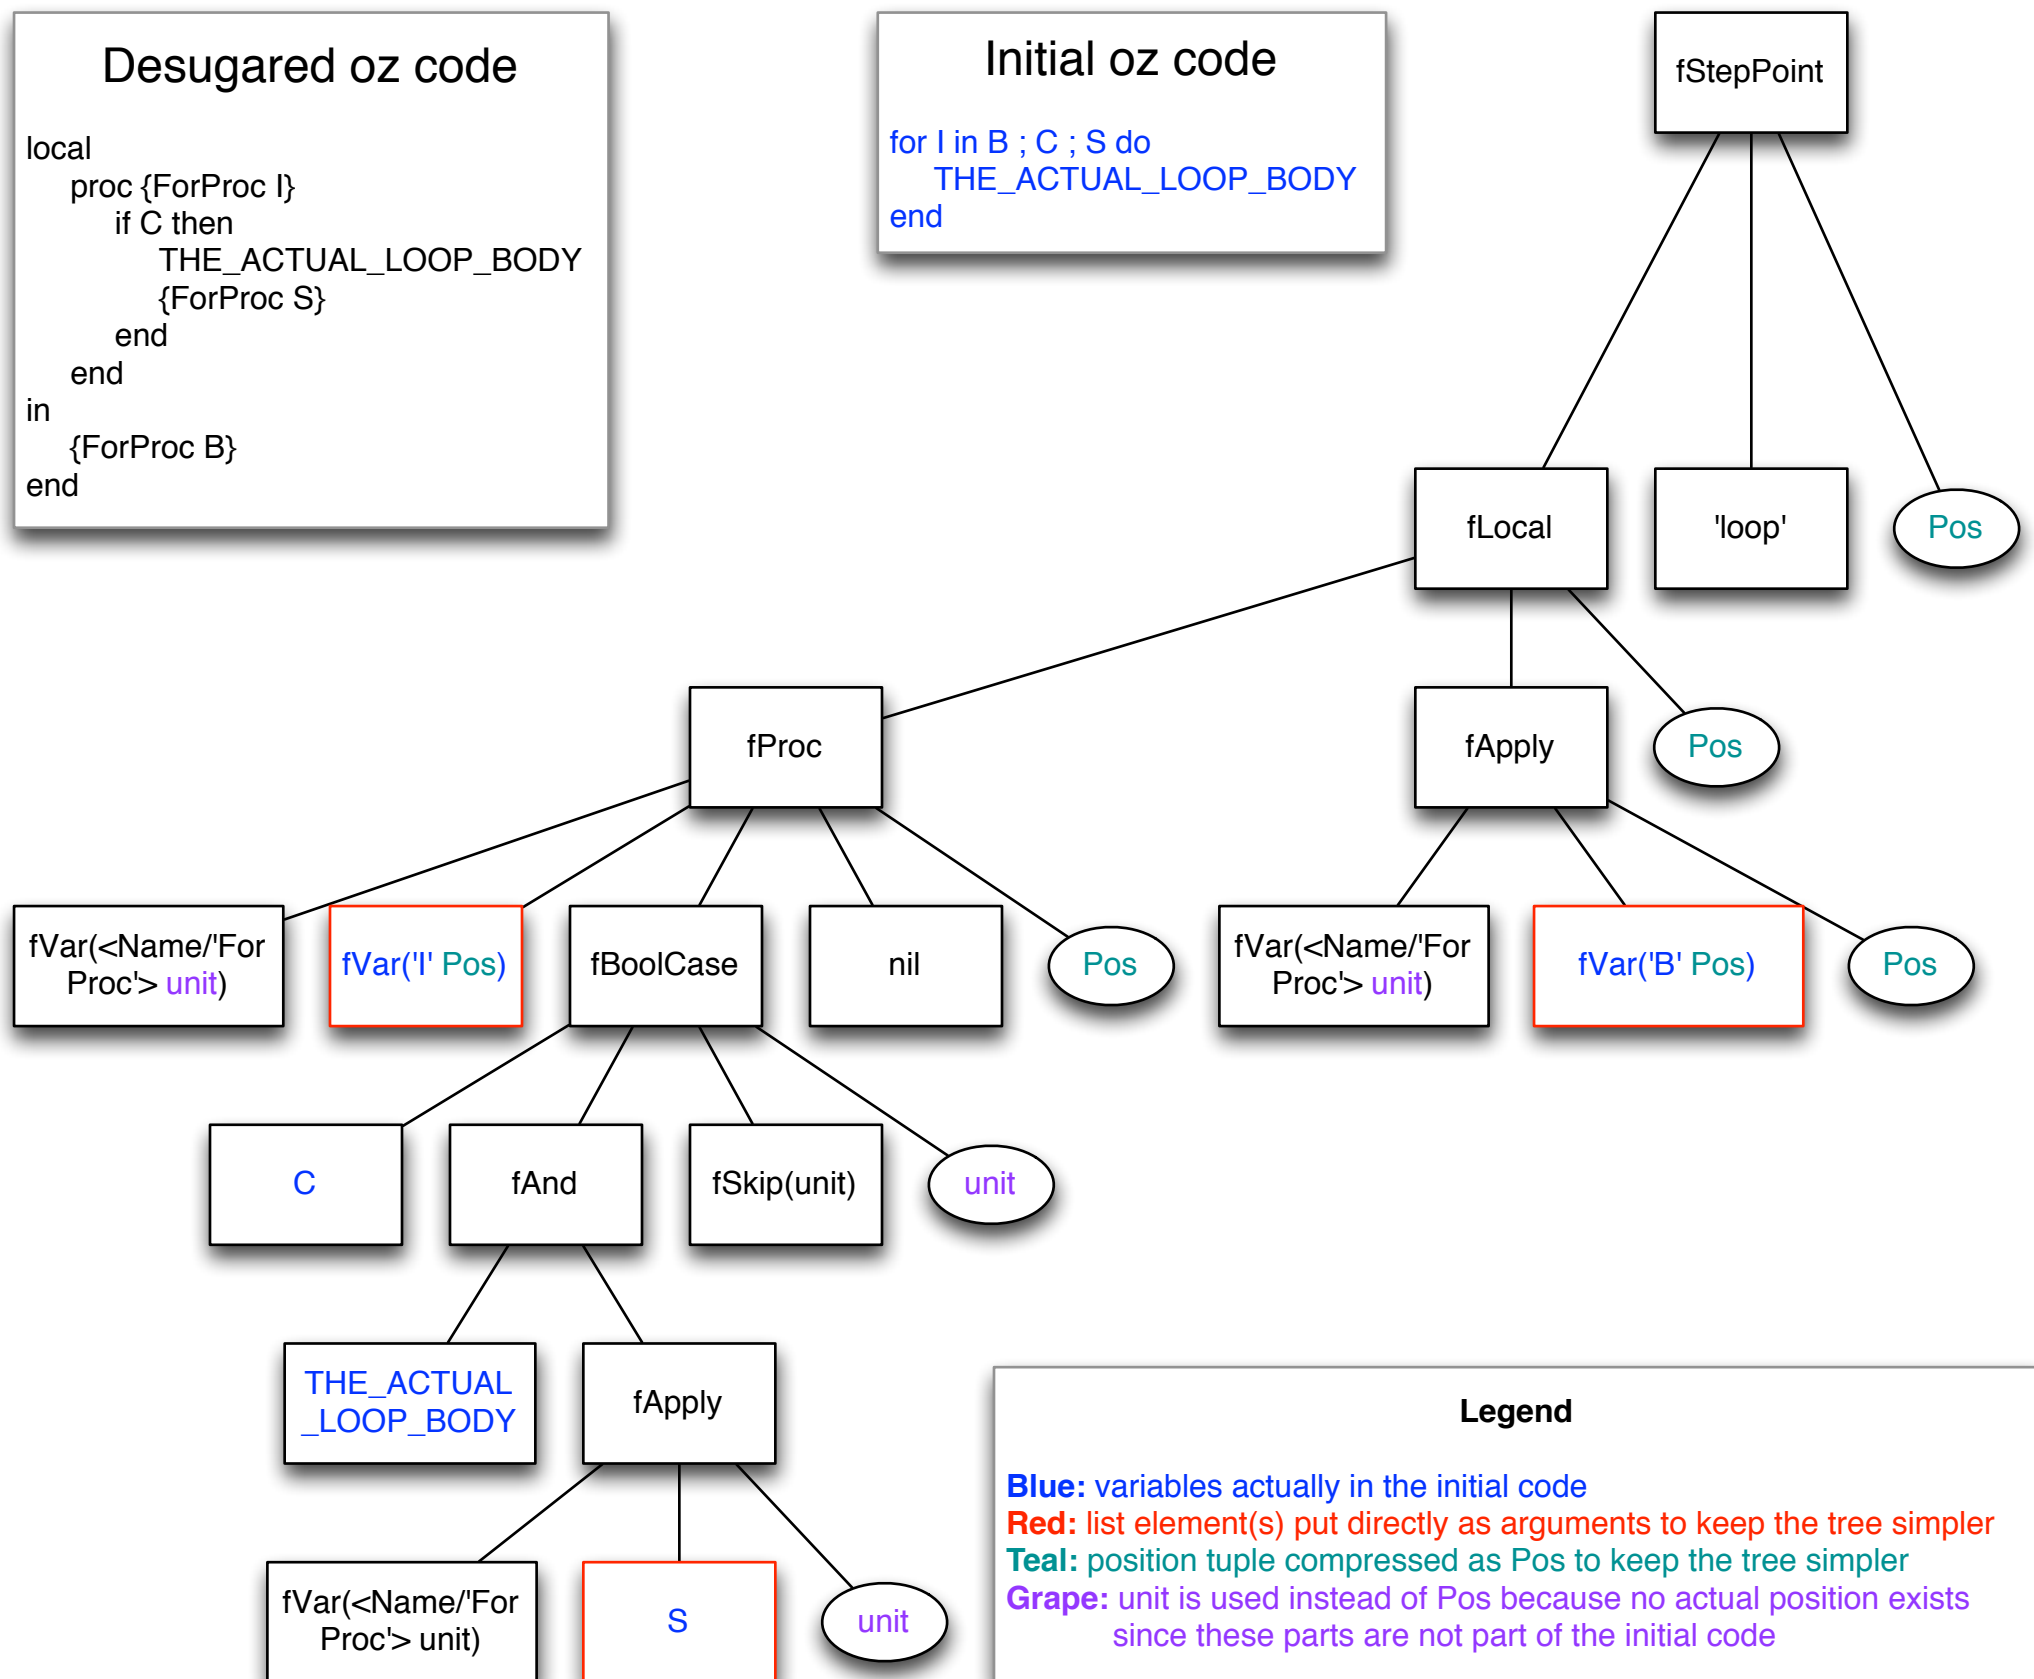 Desugared oz code
local
proc {ForProc I}
if C then
THE_ACTUAL_LOOP_BODY
{ForProc S}
end
end
in
{ForProc B}
end
Initial oz code
for I in B ; C ; S do
THE_ACTUAL_LOOP_BODY
end
fStepPoint
fLocal
'loop'
Pos
fProc
fApply
Pos
fVar(<Name/'For
Proc'> unit)
fVar('I' Pos)
fBoolCase
nil
Pos
fVar(<Name/'For
Proc'> unit)
fVar('B' Pos)
Pos
C
fAnd
fSkip(unit)
unit
THE_ACTUAL
_LOOP_BODY
fApply
fVar(<Name/'For
Proc'> unit)
S
unit
Legend
Blue: variables actually in the initial code
Red: list element(s) put directly as arguments to keep the tree simpler
Teal: position tuple compressed as Pos to keep the tree simpler
Grape: unit is used instead of Pos because no actual position exists
since these parts are not part of the initial code